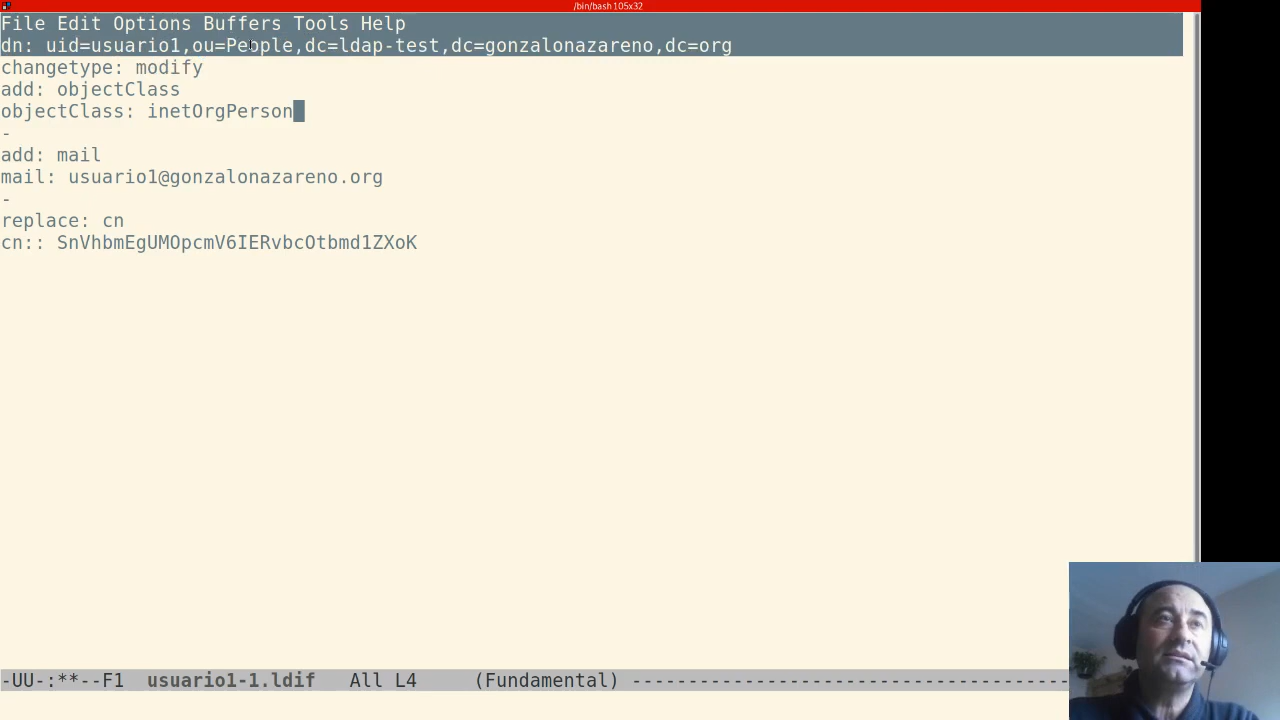 /bin/bash 105x32
File Edit Options Buffers Tools Help
dn: uid=usuario1,ou=People,dc=ldap-test,dc=gonzalonazareno,dc=org
changetype: modify
add: objectClass
objectClass: inetOrgPerson
-
add: mail
mail: usuario1@gonzalonazareno.org
-
replace: cn
cn:: SnVhbmEgUMOpcmV6IERvbcOtbmd1ZXoK
-UU-:**--F1  usuario1-1.ldif   All L4     (Fundamental) ---------------------------------------